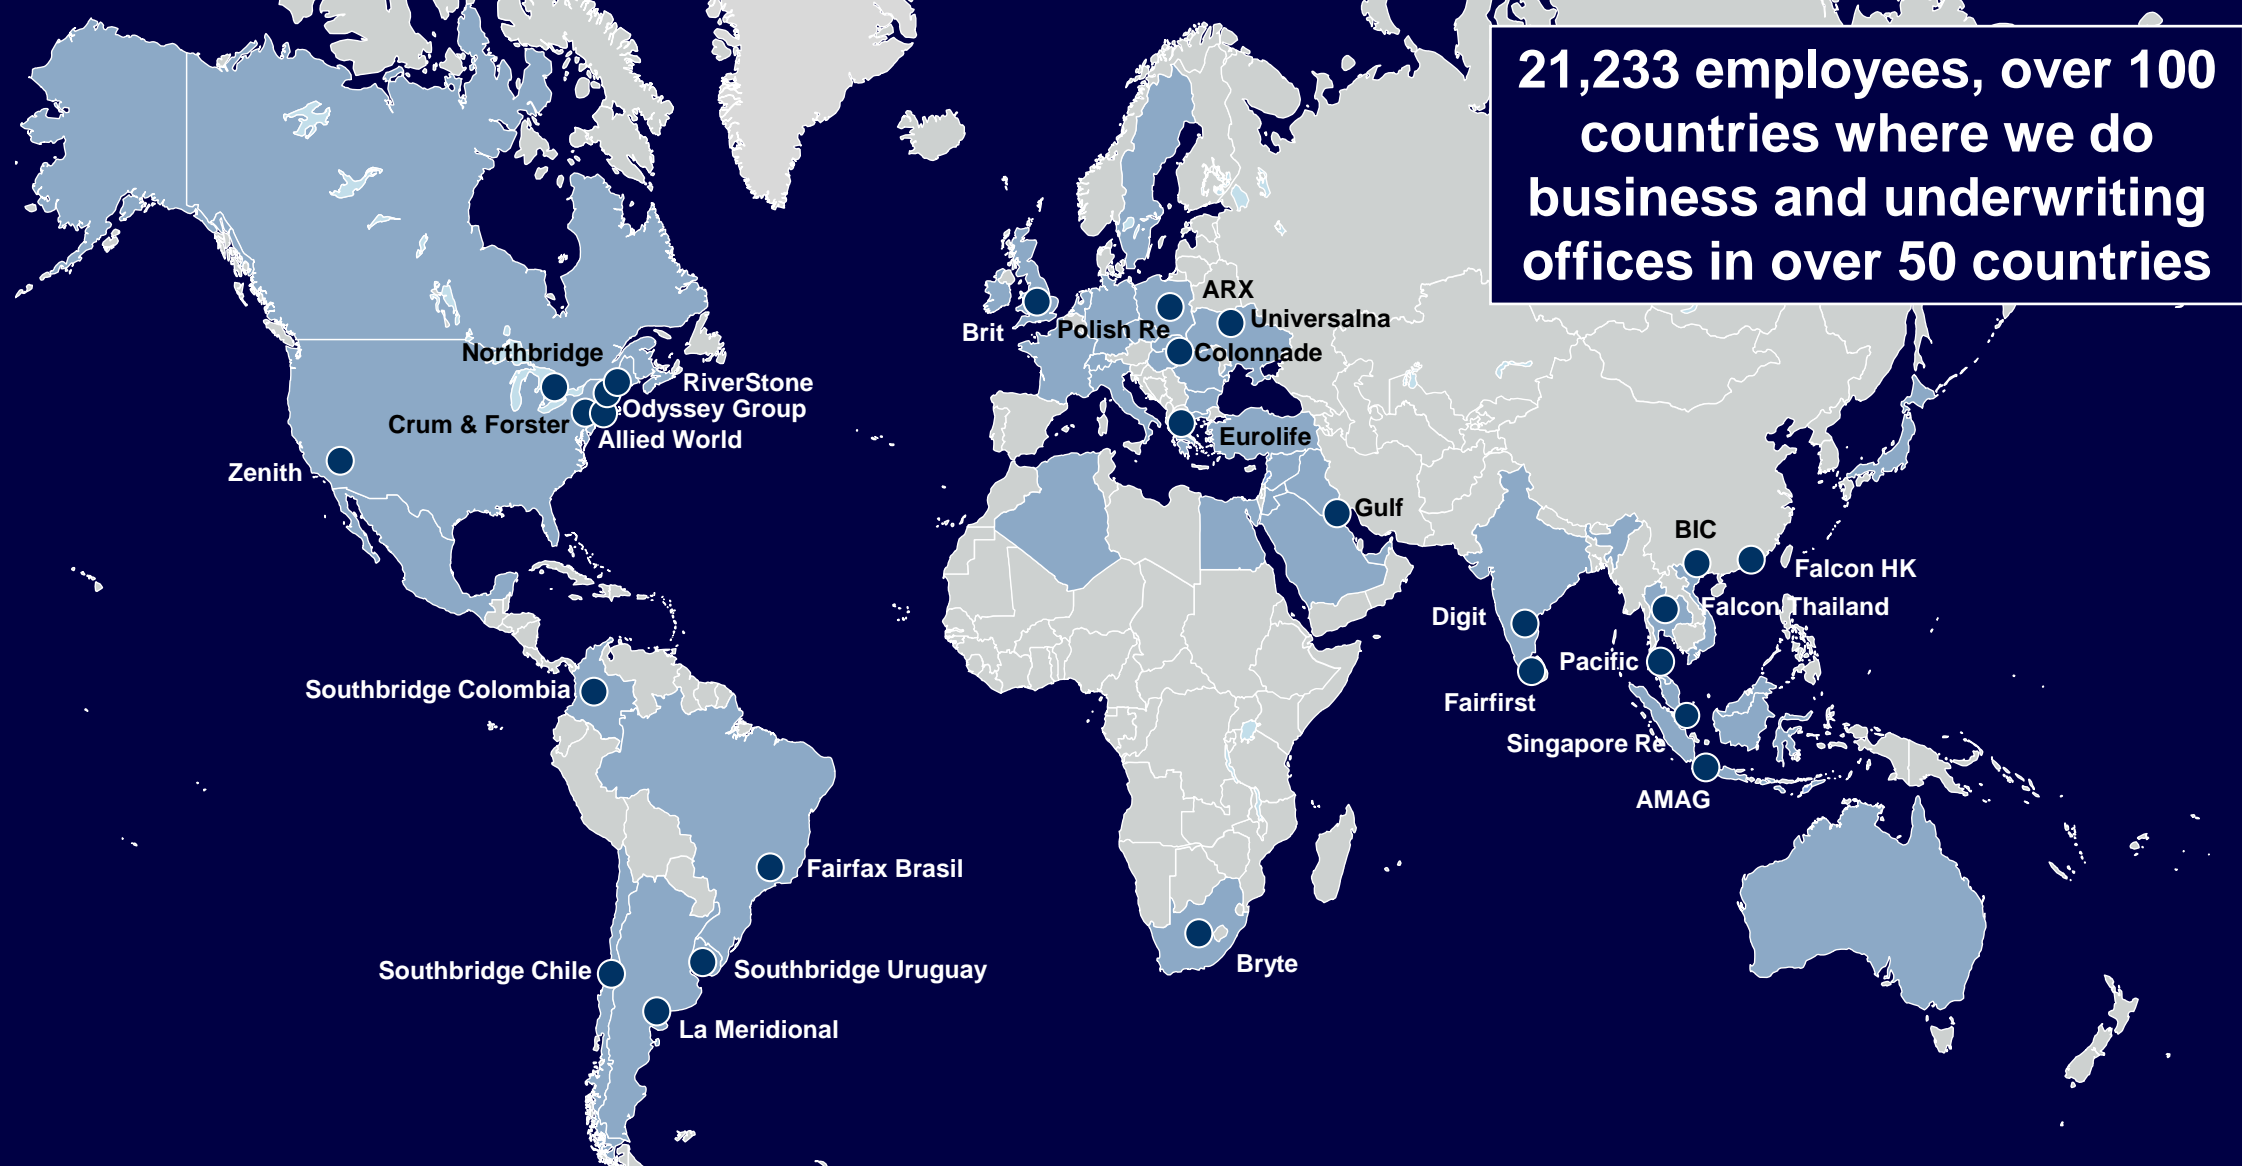 21,233 employees, over 100
countries where we do
business and underwriting
offices in over 50 countries
ARX
Universalna
Brit
Polish Re
Colonnade
Northbridge
RiverStone
Odyssey Group
Crum & Forster
Allied World
Eurolife
Zenith
Gulf
BIC
Falcon HK
Falcon Thailand
Digit
Pacific
Southbridge Colombia
Fairfirst
Singapore Re
AMAG
Fairfax Brasil
Bryte
Southbridge Chile
Southbridge Uruguay
La Meridional